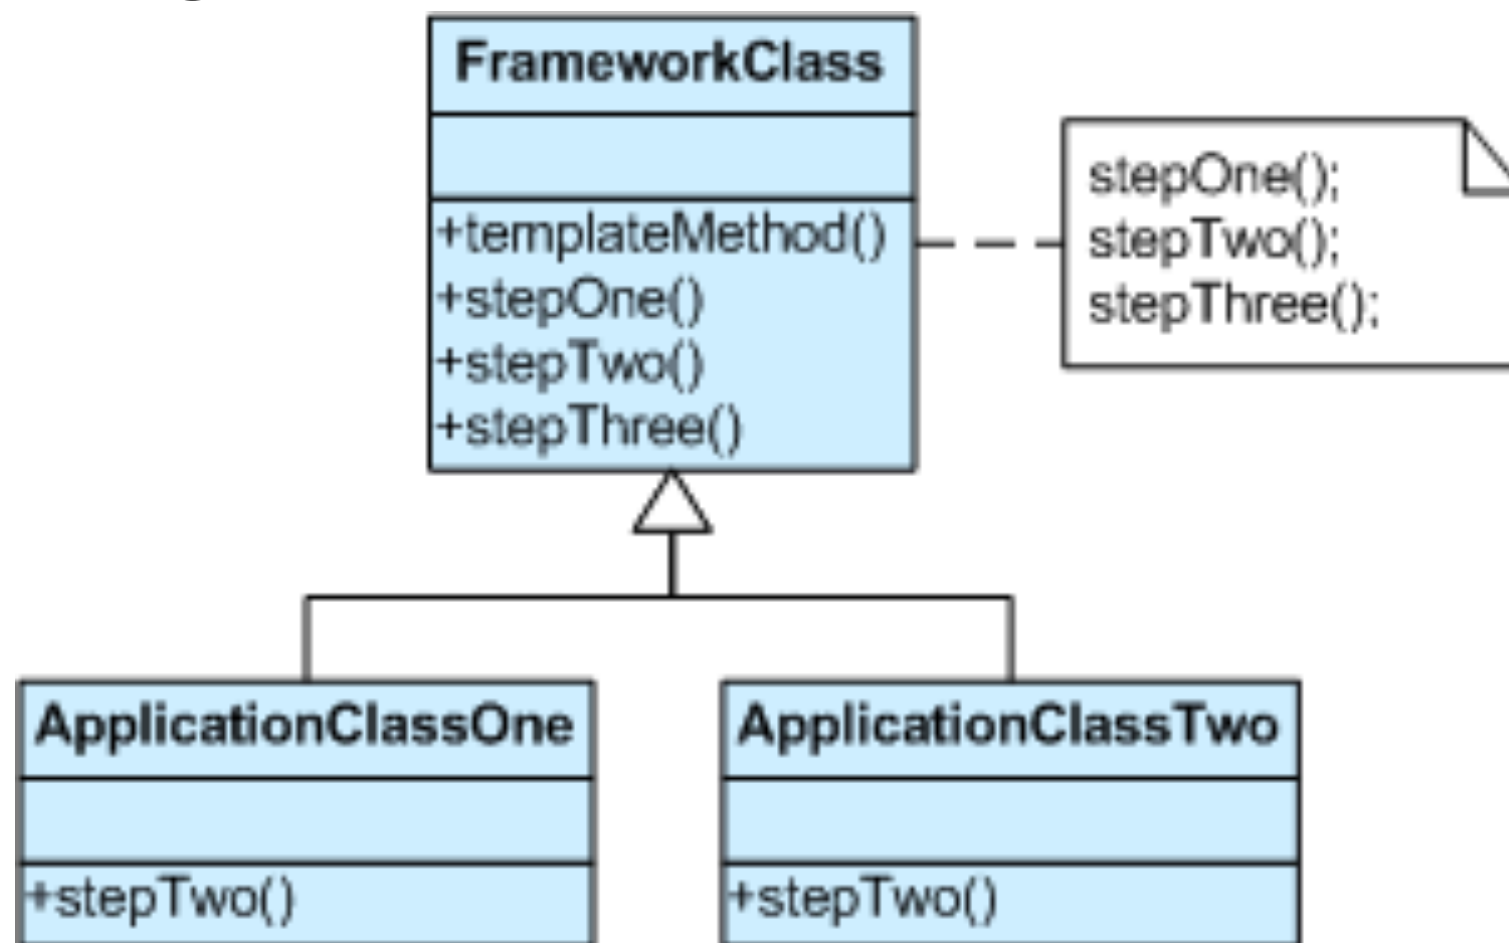 FrameworkClass
+templateMethod()
+stepOne()
+stepTwo()
+stepThree()
stepOne();
stepTwo();
stepThree();
ApplicationClassOne
+stepTwo()
ApplicationClassTwo
+stepTwo()